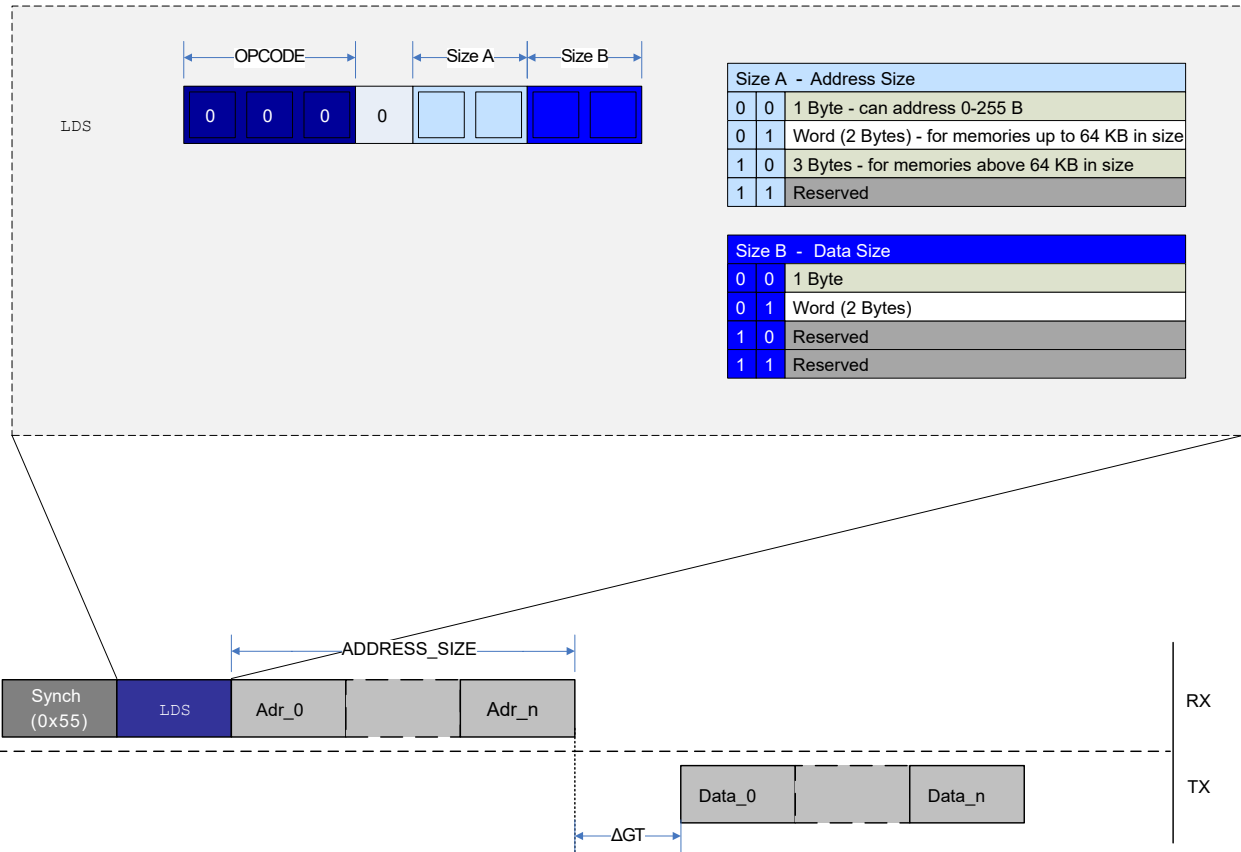 OPCODE Size A Size B
LDS 0 0 0 0
Size A - Address Size
0 0 1 Byte - can address 0-255 B
0 1 Word (2 Bytes) - for memories up to 64 KB in size
1 0 3 Bytes - for memories above 64 KB in size
1 1 Reserved
Size B - Data Size
0 0 1 Byte
0 1 Word (2 Bytes)
1 0 Reserved
1 1 Reserved
ADDRESS_SIZE
Synch
(0x55)
LDS
Adr_0
Adr_n
RX
Data_0
Data_n
TX
ΔGT